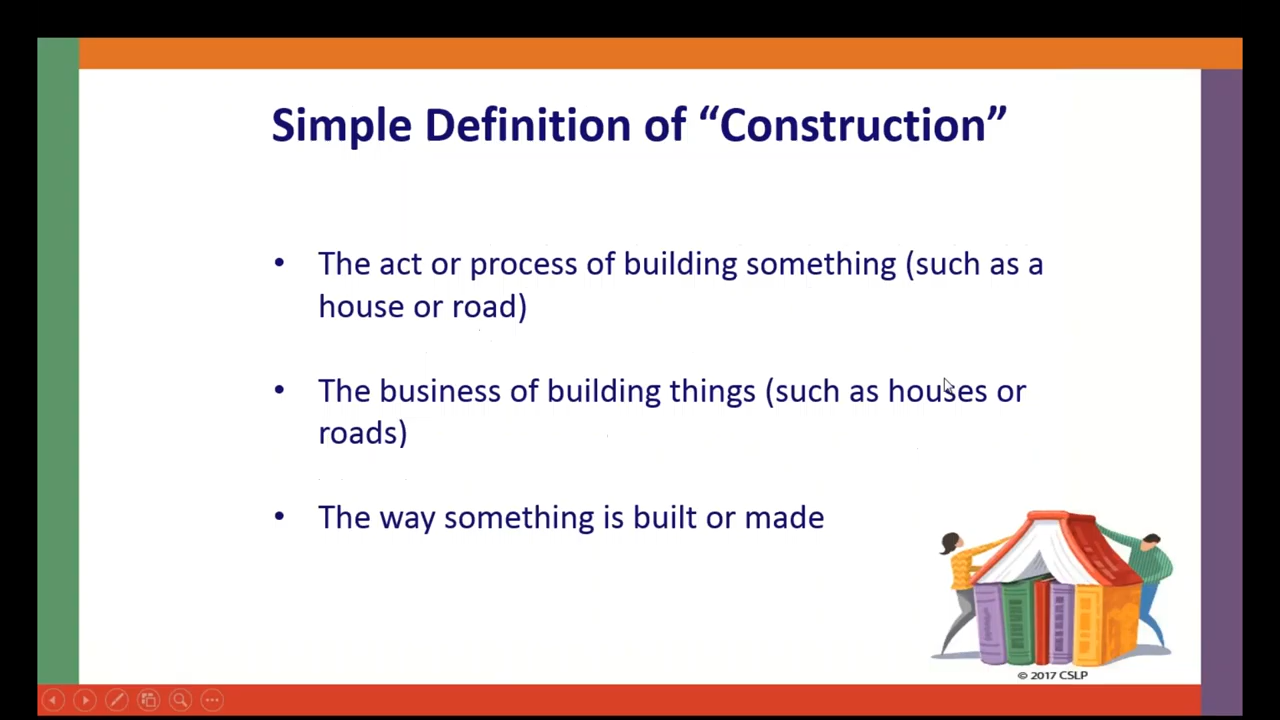 Simple Definition of “Construction”
• The act or process of building something (such as a
house or road)
• The business of building things (such as houses or
roads)
• The way something is built or made
© 2017 CSLP